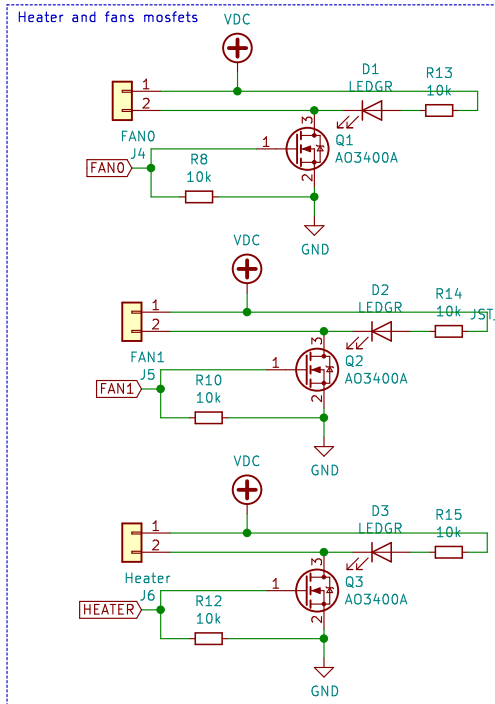 Heater and fans mosfets
VDC
D1
LEDGR
R13
10k
1
2
3
FAN0
J4
1
Q1
AO3400A
FAN0
R8
10k
2
GND
VDC
D2
LEDGR
R14
10k
JST.
1
2
3
FAN1
J5
1
Q2
AO3400A
FAN1
R10
10k
2
GND
VDC
D3
LEDGR
R15
10k
1
2
3
Heater
J6
1
Q3
AO3400A
HEATER
R12
10k
2
GND